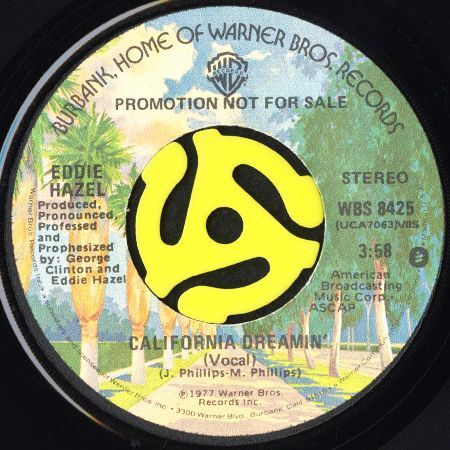 BURBANK, HOME OF WARNER BROS. RECORDS
PROMOTION NOT FOR SALE
EDDIE
HAZEL
Produced,
Pronounced,
Professed
and
Prophesized
by: George
Clinton and
Eddie Hazel
STEREO
WBS 8425
(UCA7063)
3:58
American
Broadcasting
Music Corp.-
ASCAP
CALIFORNIA DREAMIN'
(Vocal)
(J. Phillips-M. Phillips)
℗1977 Warner Bros.
Records Inc.
3300 Warner Blvd., Burbank, Calif.